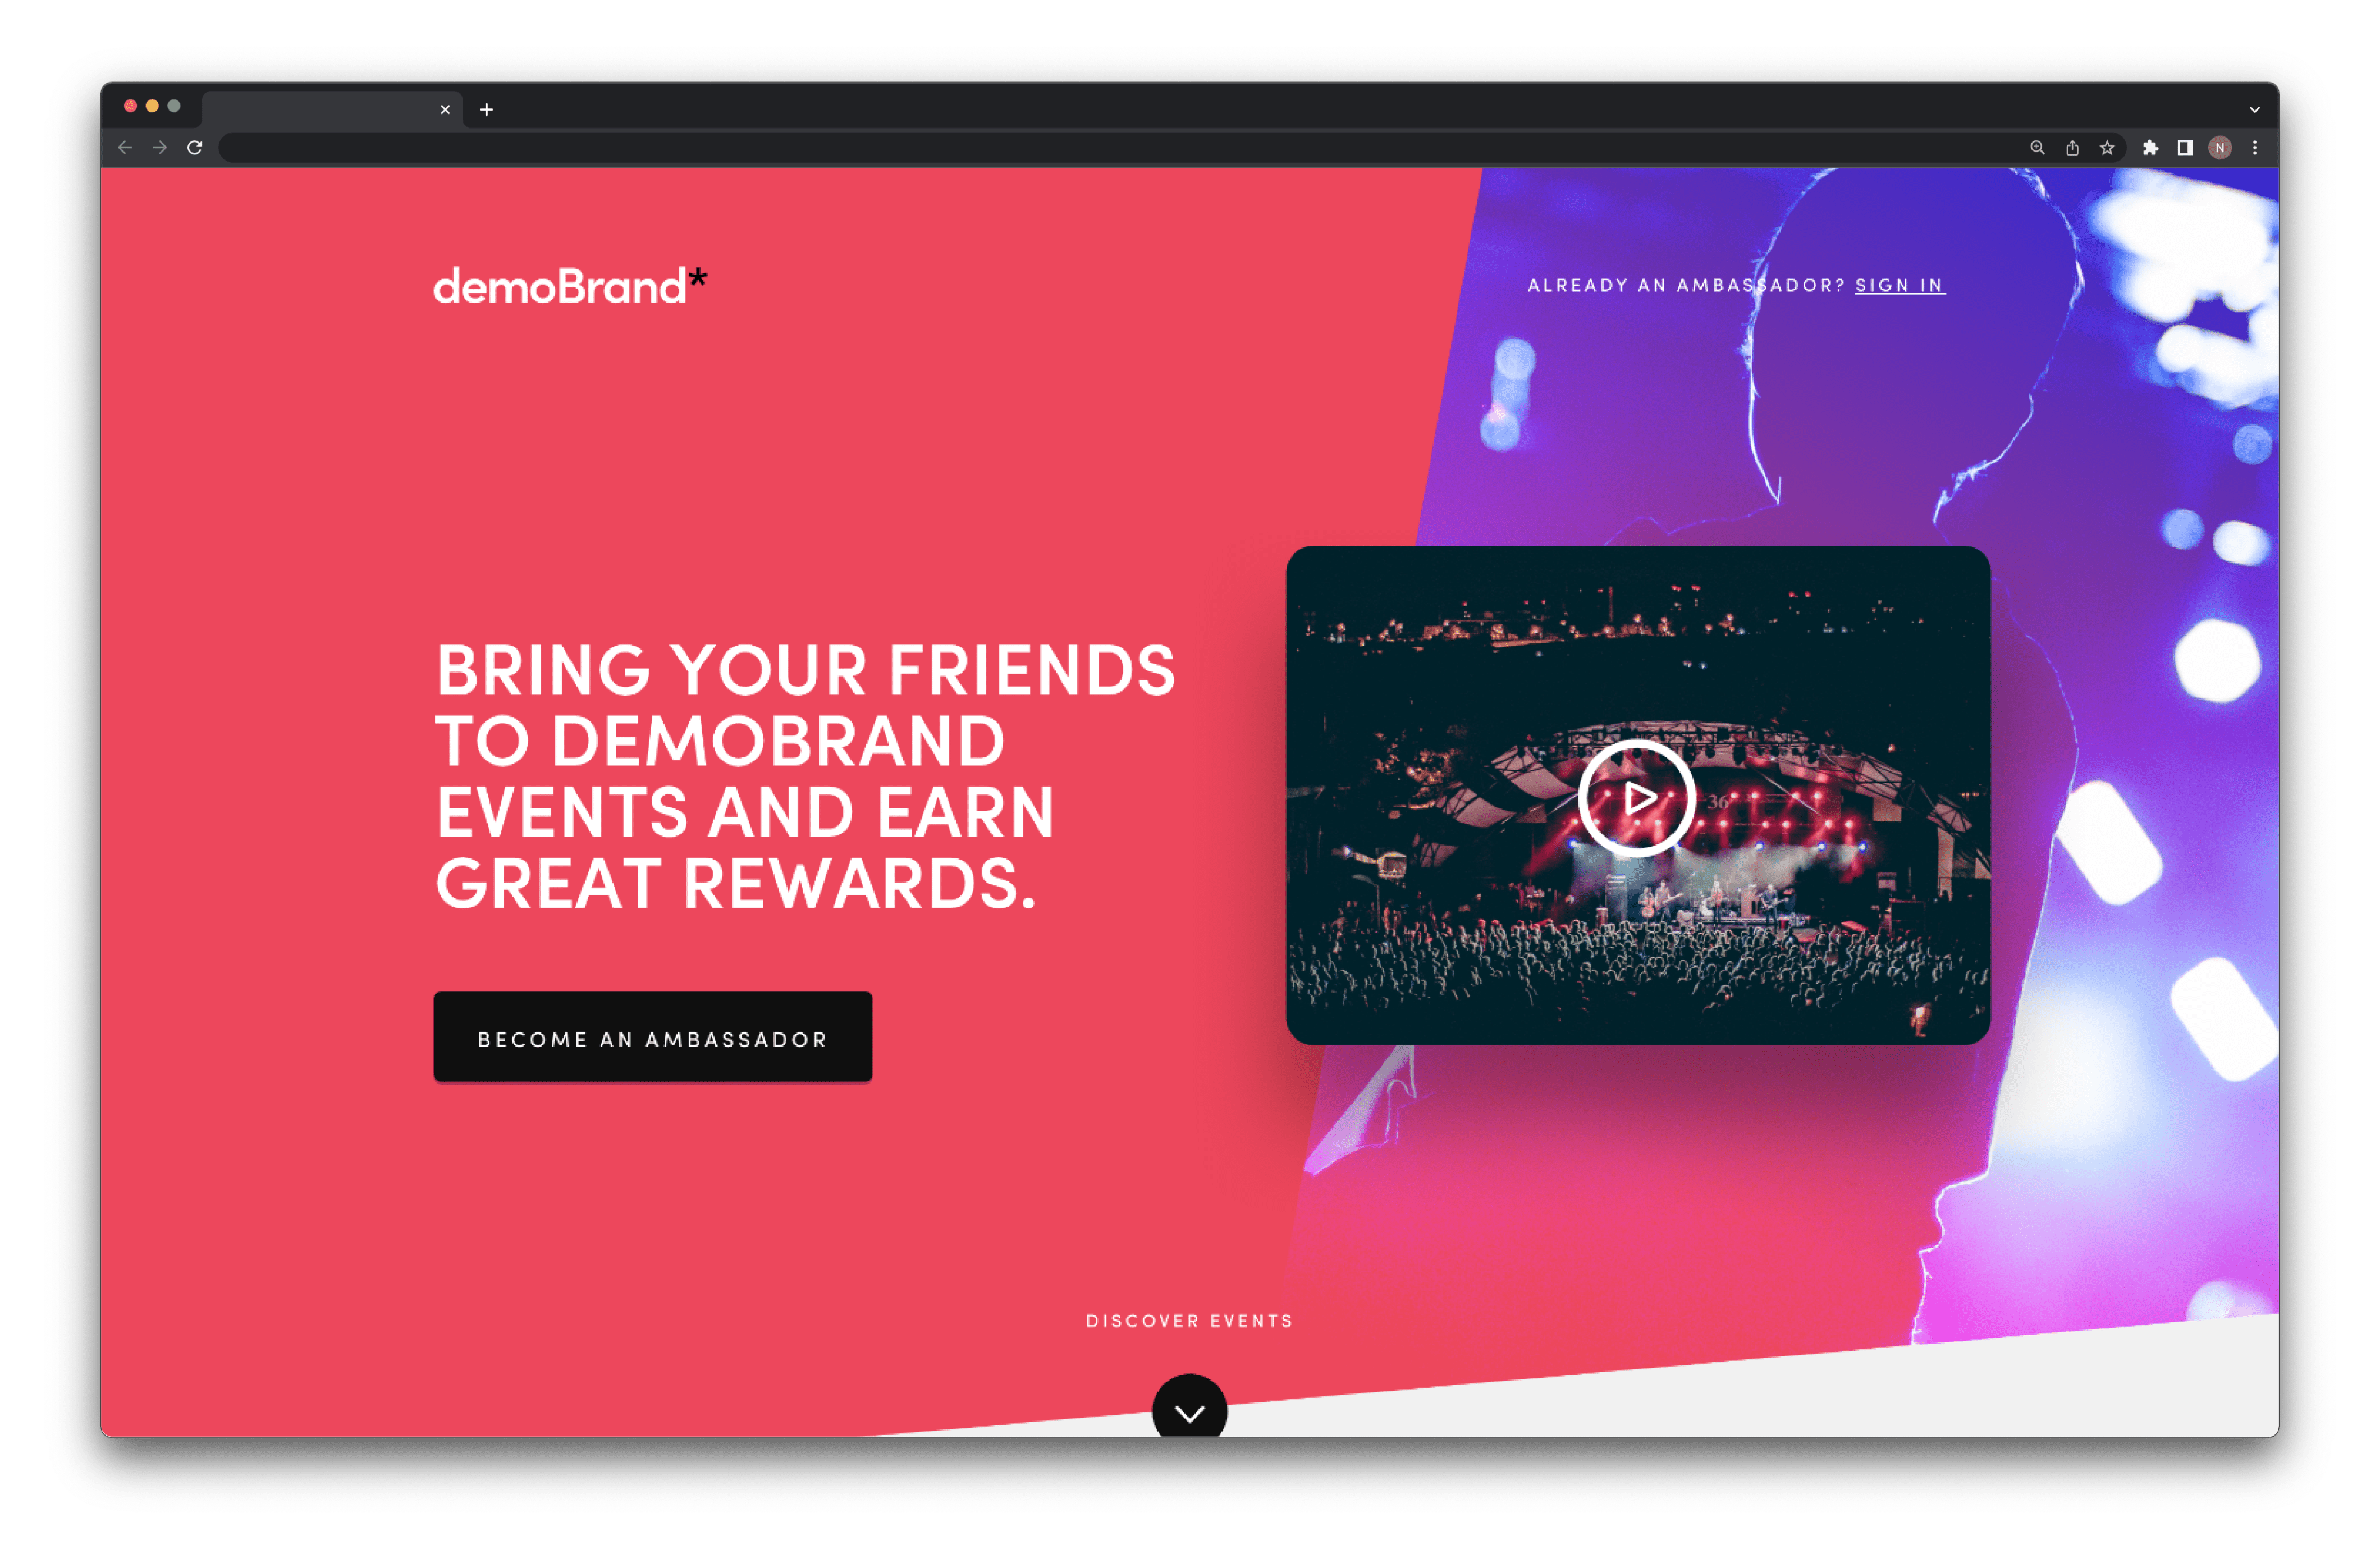 N
demoBrand*
ALREADY AN AMBASSADOR? SIGN IN
BRING YOUR FRIENDS
TO DEMOBRAND
EVENTS AND EARN
GREAT REWARDS.
36
BECOME AN AMBASSADOR
DISCOVER EVENTS